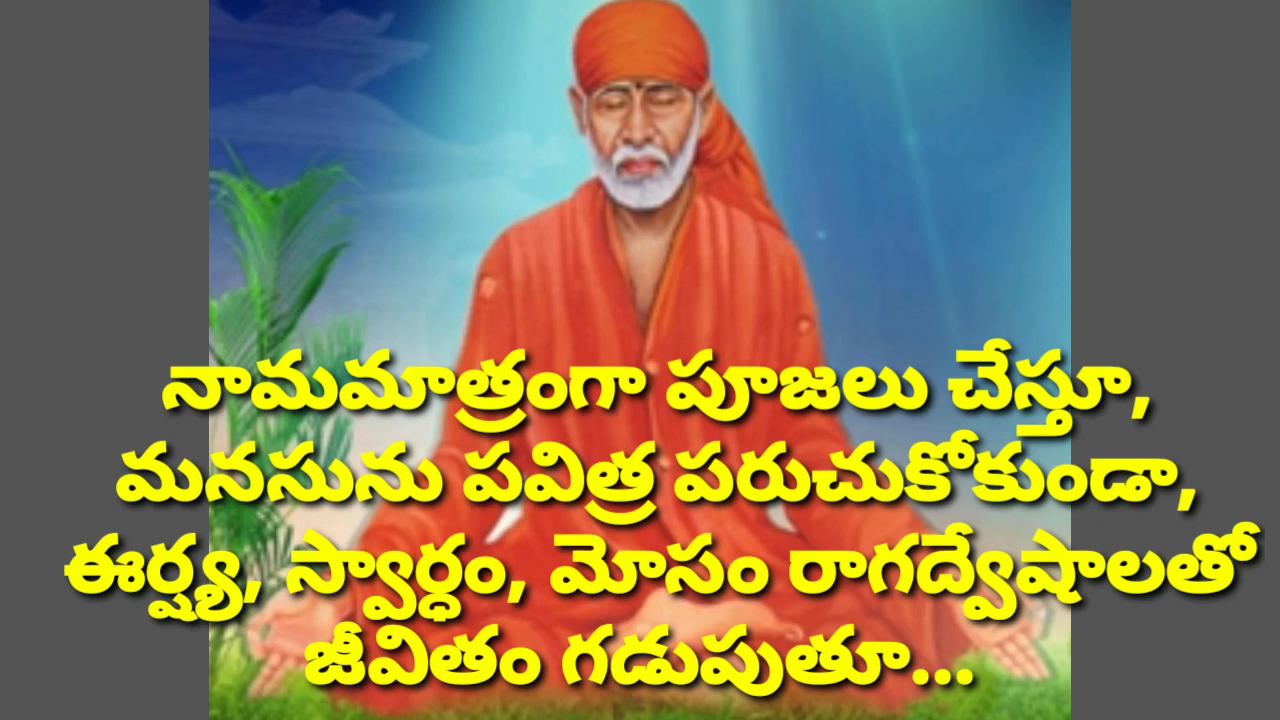 నామమాత్రంగా పూజలు చేస్తూ,
మనసును పవిత్ర పరుచుకోకుండా,
ఈర్ష్య, స్వార్ధం, మోసం రాగద్వేషాలతో
జీవితం గడుపుతూ...